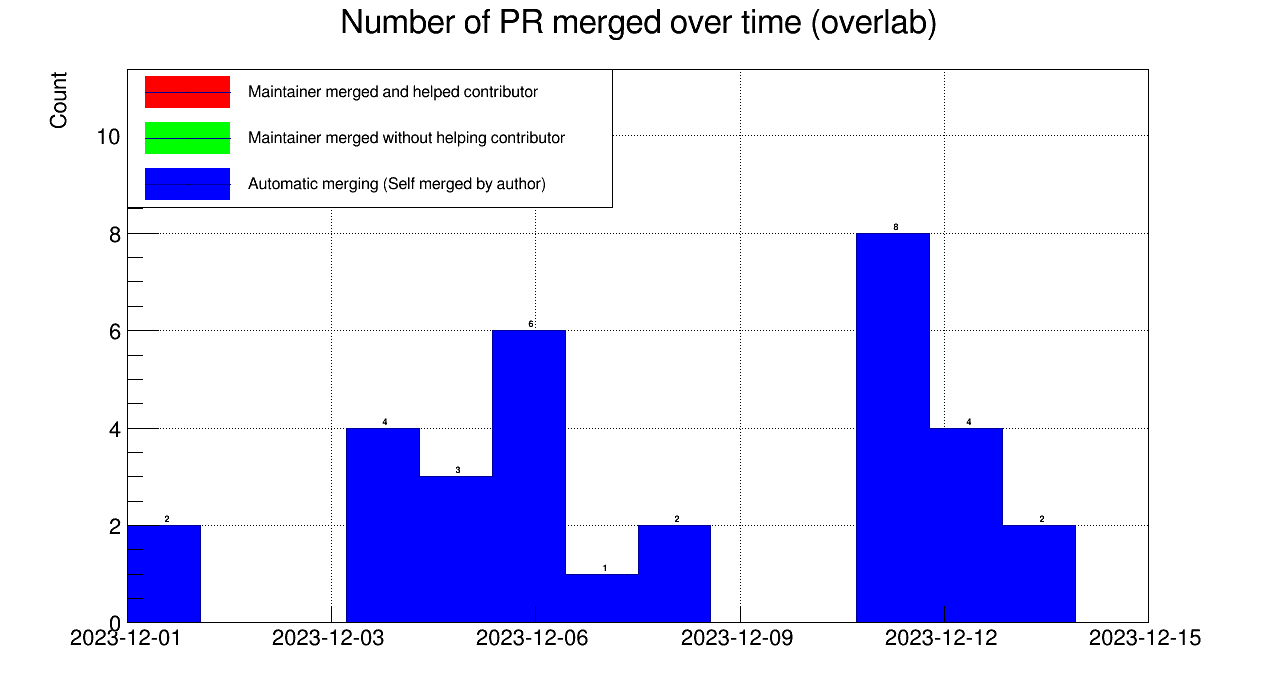 Number of PR merged over time (overlab)
Count
Maintainer merged and helped contributor
Maintainer merged without helping contributor
Automatic merging (Self merged by author)
10
8
6
4
2
0
2
4
3
6
1
2
8
4
2
2023-12-01 2023-12-03 2023-12-06 2023-12-09 2023-12-12 2023-12-15